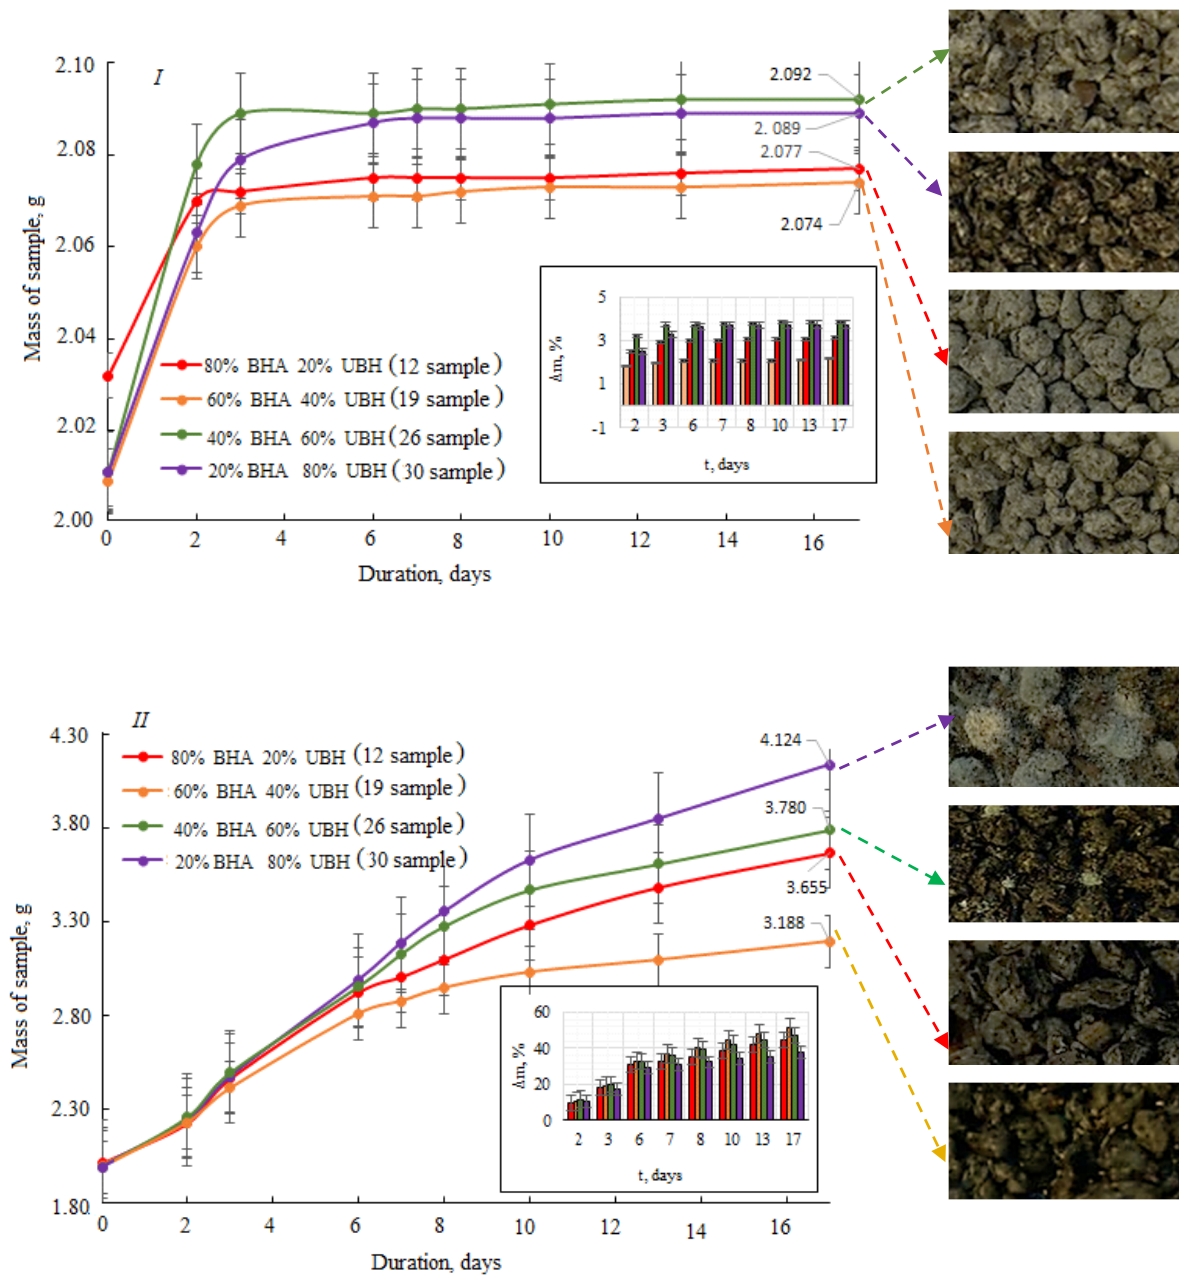 I
2.10
2.08
2.06
2.04
2.02
2.00
Mass of sample, g
2.092
2. 089
2.077
2.074
80% BHA 20% UBH (12 sample)
60% BHA 40% UBH (19 sample)
40% BHA 60% UBH (26 sample)
20% BHA 80% UBH (30 sample)
5
3
1
-1
Δm, %
2 3 6 7 8 10 13 17
t, days
0 2 4 6 8 10 12 14 16
Duration, days
II
4.30
3.80
3.30
2.80
2.30
1.80
Mass of sample, g
80% BHA 20% UBH (12 sample)
60% BHA 40% UBH (19 sample)
40% BHA 60% UBH (26 sample)
20% BHA 80% UBH (30 sample)
4.124
3.780
3.655
3.188
60
40
20
0
Δm, %
2 3 6 7 8 10 13 17
t, days
0 2 4 6 8 10 12 14 16
Duration, days